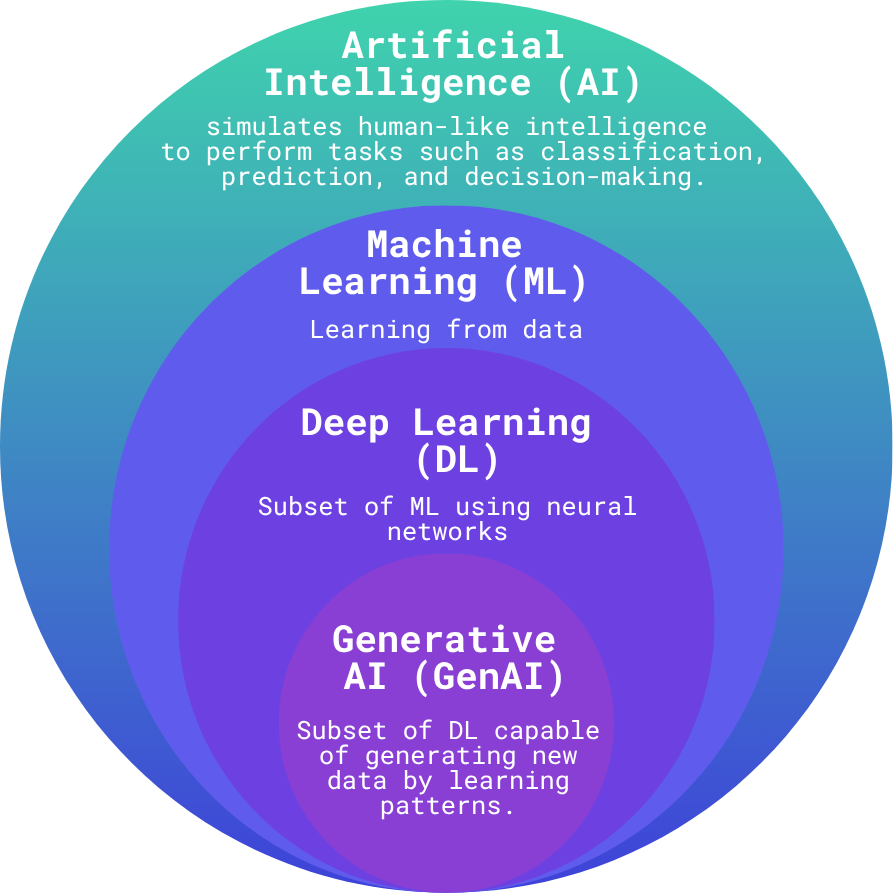 Artificial
Intelligence (AI)
simulates human-like intelligence
to perform tasks such as classification,
prediction, and decision-making.
Machine
Learning (ML)
Learning from data
Deep Learning
(DL)
Subset of ML using neural
networks
Generative
AI (GenAI)
Subset of DL capable
of generating new
data by learning
patterns.